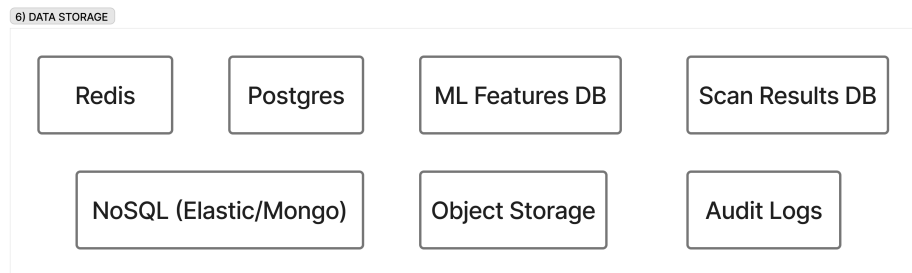 6) DATA STORAGE
Redis
Postgres
ML Features DB
Scan Results DB
NoSQL (Elastic/Mongo)
Object Storage
Audit Logs